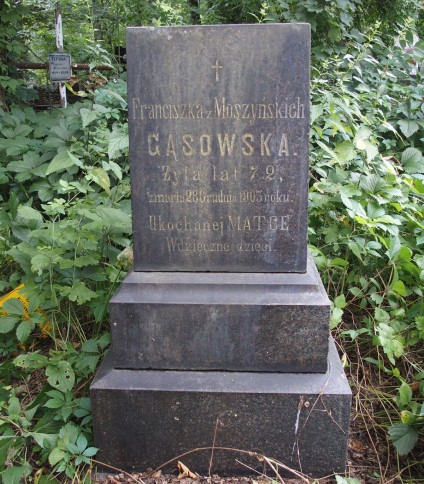 Franciszka z Moszyńskich
GĄSOWSKA.
Żyła lat 72,
zmarła 28 Grudnia 1903 roku.
Ukochanej MATCE
Wdzięczne dzieci.